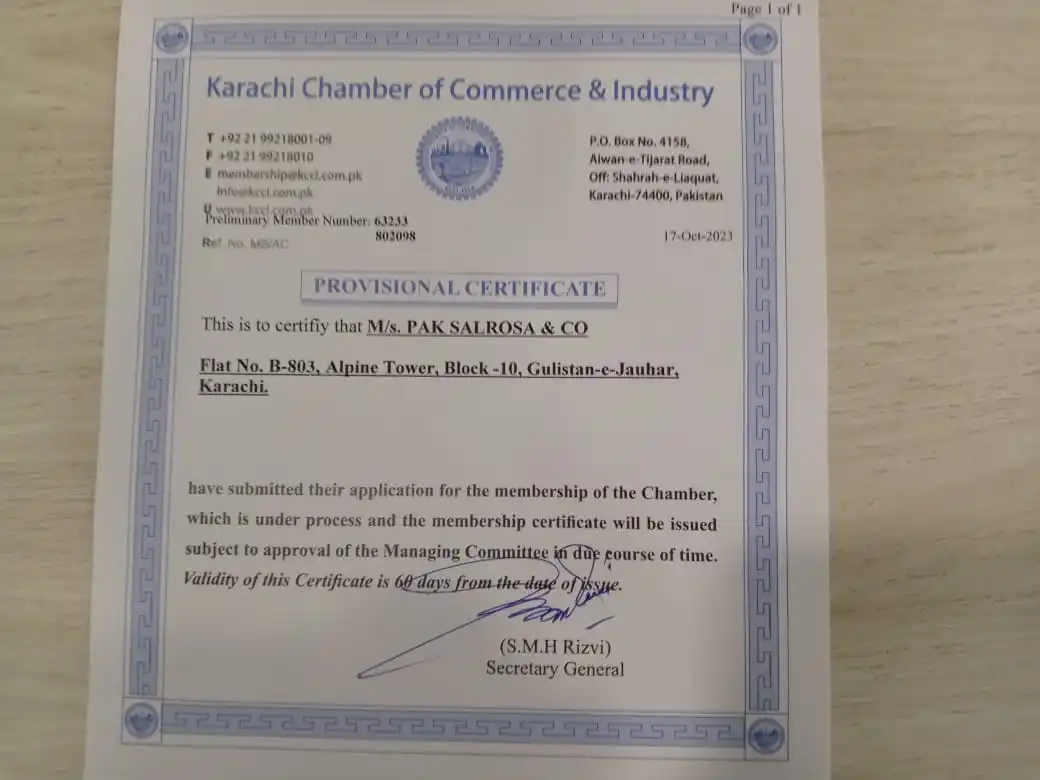 Page 1 of 1
Karachi Chamber of Commerce & Industry
T +92 21 99218001-09
F +92 21 99218010
E membership@kcci.com.pk
info@kcci.com.pk
U www.kcci.com.pk
P.O. Box No. 4158,
Aiwan-e-Tijarat Road,
Off: Shahrah-e-Liaquat,
Karachi-74400, Pakistan
Preliminary Member Number: 63233
802098
Ref. No. MS/AC
17-Oct-2023
PROVISIONAL CERTIFICATE
This is to certifiy that M/s. PAK SALROSA & CO
Flat No. B-803, Alpine Tower, Block -10, Gulistan-e-Jauhar,
Karachi.
have submitted their application for the membership of the Chamber,
which is under process and the membership certificate will be issued
subject to approval of the Managing Committee in due course of time.
Validity of this Certificate is 60 days from the date of issue.
(S.M.H Rizvi)
Secretary General